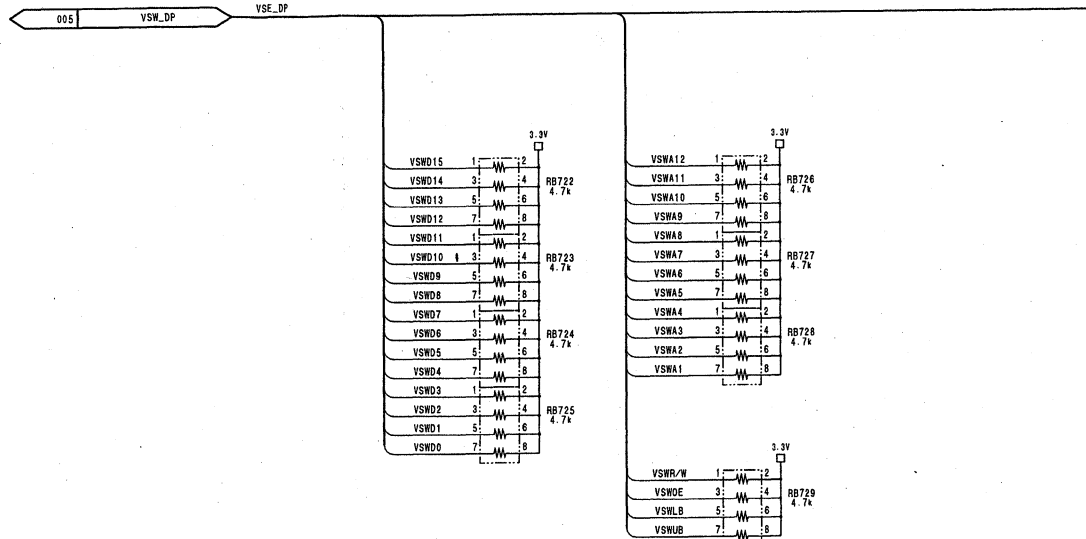 005 VSW_DP VSE_DP
3.3V
VSWD15 1 2
VSWD14 3 4 RB722
4.7k
VSWD13 5 6
VSWD12 7 8
VSWD11 1 2
VSWD10 3 4 RB723
4.7k
VSWD9 5 6
VSWD8 7 8
VSWD7 1 2
VSWD6 3 4 RB724
4.7k
VSWD5 5 6
VSWD4 7 8
VSWD3 1 2
VSWD2 3 4 RB725
4.7k
VSWD1 5 6
VSWD0 7 8
3.3V
VSWA12 1 2
VSWA11 3 4 RB726
4.7k
VSWA10 5 6
VSWA9 7 8
VSWA8 1 2
VSWA7 3 4 RB727
4.7k
VSWA6 5 6
VSWA5 7 8
VSWA4 1 2
VSWA3 3 4 RB728
4.7k
VSWA2 5 6
VSWA1 7 8
3.3V
VSWR/W 1 2
VSWOE 3 4 RB729
4.7k
VSWLB 5 6
VSWUB 7 8